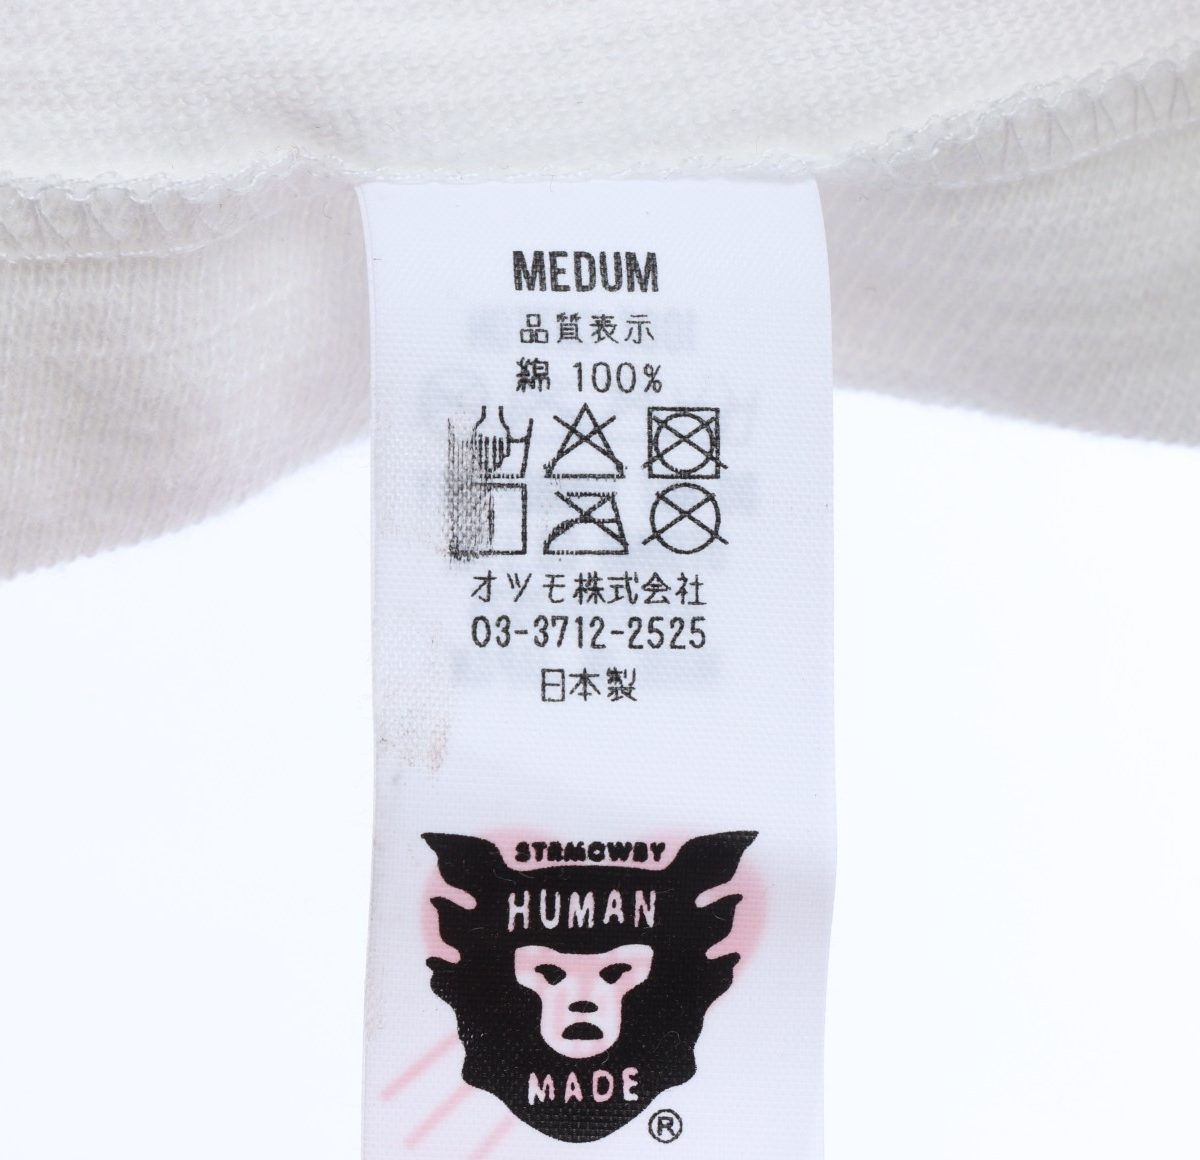 MEDUM
品質表示
綿 100%
オツモ株式会社
03-3712-2525
日本製
STRMCWBY
HUMAN
MADE
®